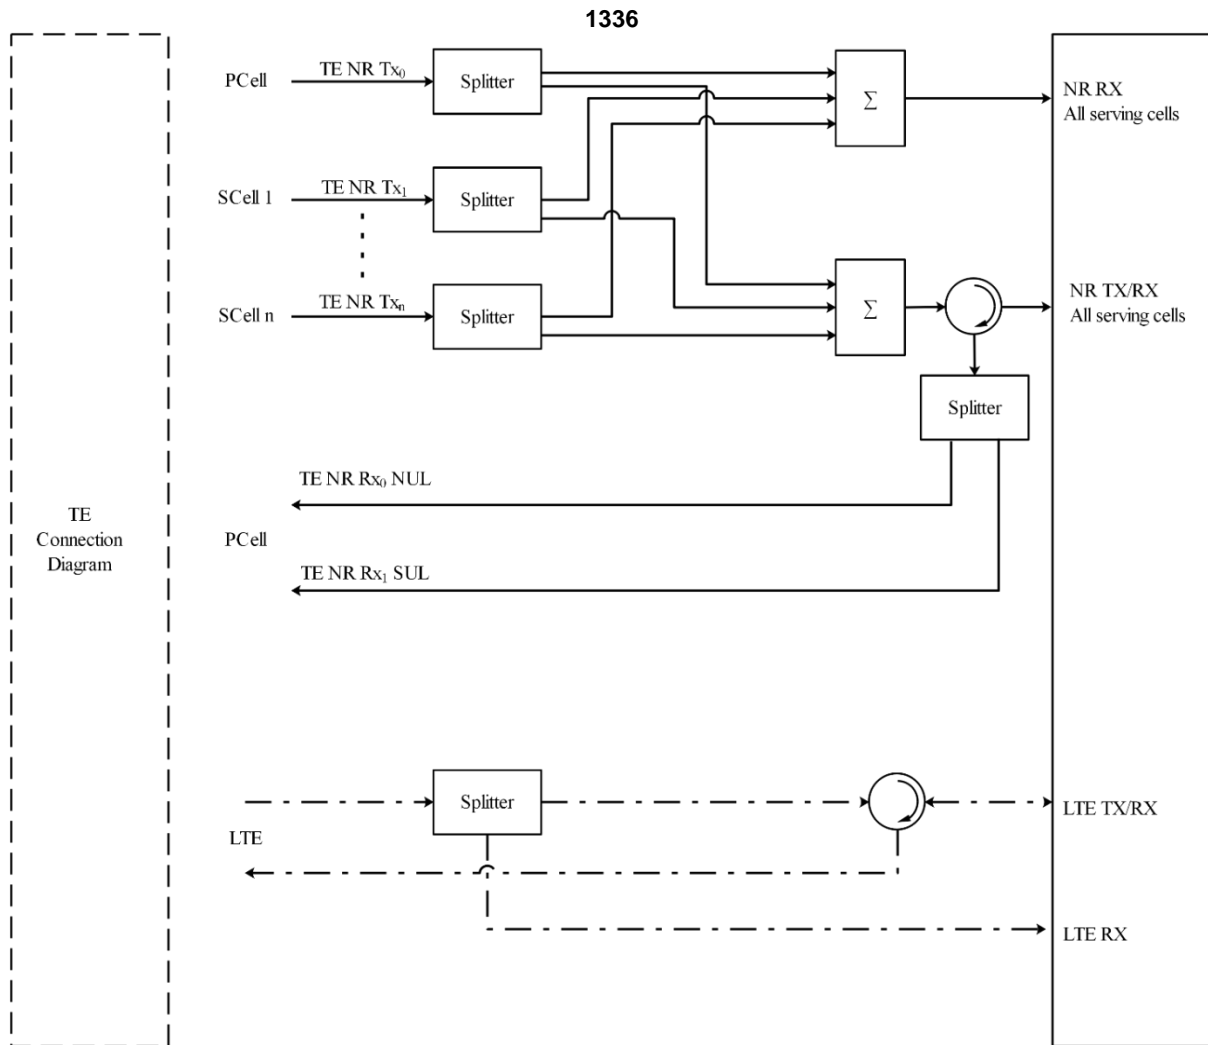 1336
PCell
TE NR Tx₀
Splitter
∑
NR RX
All serving cells
SCell 1
TE NR Tx₁
Splitter
SCell n
TE NR Txₙ
Splitter
∑
NR TX/RX
All serving cells
Splitter
TE NR Rx₀ NUL
TE
Connection
Diagram
PCell
TE NR Rx₁ SUL
Splitter
LTE
LTE TX/RX
LTE RX